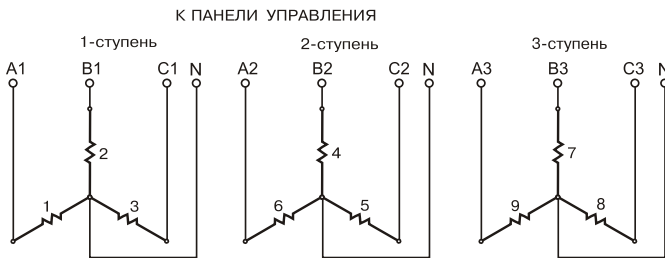 К ПАНЕЛИ УПРАВЛЕНИЯ
1-ступень 2-ступень 3-ступень
A1 B1 C1 N A2 B2 C2 N A3 B3 C3 N
2 4 7
1 3 6 5 9 8